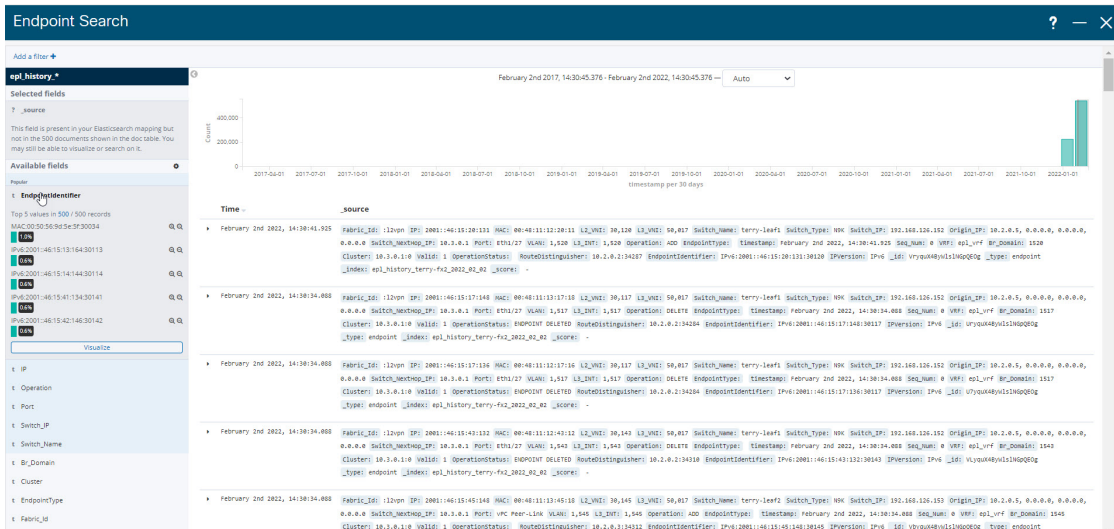 Endpoint Search
? — ×
Add a filter +
epl_history_*
Selected fields
? _source
This field is present in your Elasticsearch mapping but
not in the 500 documents shown in the doc table. You
may still be able to visualize or search on it.
Available fields
Popular
t EndpointIdentifier
Top 5 values in 500 / 500 records
MAC:00:50:56:9d:5e:5f:30034
1.0%
IPv6:2001::46:15:13:164:30113
0.6%
IPv6:2001::46:15:14:144:30114
0.6%
IPv6:2001::46:15:41:134:30141
0.6%
IPv6:2001::46:15:42:146:30142
0.6%
Visualize
t IP
t Operation
t Port
t Switch_IP
t Switch_Name
t Br_Domain
t Cluster
t EndpointType
t Fabric_Id
February 2nd 2017, 14:30:45.376 - February 2nd 2022, 14:30:45.376 — Auto
Count
400,000
200,000
0
2017-04-01 2017-07-01 2017-10-01 2018-01-01 2018-04-01 2018-07-01 2018-10-01 2019-01-01 2019-04-01 2019-07-01 2019-10-01 2020-01-01 2020-04-01 2020-07-01 2020-10-01 2021-01-01 2021-04-01 2021-07-01 2021-10-01 2022-01-01
timestamp per 30 days
Time _source
February 2nd 2022, 14:30:41.925 Fabric_Id: :l2vpn IP: 2001::46:15:20:131 MAC: 00:48:11:12:20:11 L2_VNI: 30,120 L3_VNI: 50,017 Switch_Name: terry-leaf1 Switch_Type: N9K Switch_IP: 192.168.126.152 Origin_IP: 10.2.0.5, 0.0.0.0, 0.0.0.0,
0.0.0.0 Switch_NextHop_IP: 10.3.0.1 Port: Eth1/27 VLAN: 1,520 L3_INT: 1,520 Operation: ADD EndpointType: timestamp: February 2nd 2022, 14:30:41.925 Seq_Num: 0 VRF: epl_vrf Br_Domain: 1520
Cluster: 10.3.0.1:0 Valid: 1 OperationStatus: RouteDistinguisher: 10.2.0.2:34287 EndpointIdentifier: IPv6:2001::46:15:20:131:30120 IPVersion: IPv6 _id: _type: endpoint
_index: epl_history_terry-fx2_2022_02_02 _score: -
February 2nd 2022, 14:30:34.088 Fabric_Id: :l2vpn IP: 2001::46:15:17:148 MAC: 00:48:11:13:17:18 L2_VNI: 30,117 L3_VNI: 50,017 Switch_Name: terry-leaf1 Switch_Type: N9K Switch_IP: 192.168.126.152 Origin_IP: 10.2.0.5, 0.0.0.0, 0.0.0.0,
0.0.0.0 Switch_NextHop_IP: 10.3.0.1 Port: Eth1/27 VLAN: 1,517 L3_INT: 1,517 Operation: DELETE EndpointType: timestamp: February 2nd 2022, 14:30:34.088 Seq_Num: 0 VRF: epl_vrf Br_Domain: 1517
Cluster: 10.3.0.1:0 Valid: 1 OperationStatus: ENDPOINT DELETED RouteDistinguisher: 10.2.0.2:34284 EndpointIdentifier: IPv6:2001::46:15:17:148:30117 IPVersion: IPv6 _id:
_type: endpoint _index: epl_history_terry-fx2_2022_02_02 _score: -
February 2nd 2022, 14:30:34.088 Fabric_Id: :l2vpn IP: 2001::46:15:17:136 MAC: 00:48:11:12:17:16 L2_VNI: 30,117 L3_VNI: 50,017 Switch_Name: terry-leaf1 Switch_Type: N9K Switch_IP: 192.168.126.152 Origin_IP: 10.2.0.5, 0.0.0.0, 0.0.0.0,
0.0.0.0 Switch_NextHop_IP: 10.3.0.1 Port: Eth1/27 VLAN: 1,517 L3_INT: 1,517 Operation: DELETE EndpointType: timestamp: February 2nd 2022, 14:30:34.088 Seq_Num: 0 VRF: epl_vrf Br_Domain: 1517
Cluster: 10.3.0.1:0 Valid: 1 OperationStatus: ENDPOINT DELETED RouteDistinguisher: 10.2.0.2:34284 EndpointIdentifier: IPv6:2001::46:15:17:136:30117 IPVersion: IPv6 _id:
_type: endpoint _index: epl_history_terry-fx2_2022_02_02 _score: -
February 2nd 2022, 14:30:34.088 Fabric_Id: :l2vpn IP: 2001::46:15:43:132 MAC: 00:48:11:12:43:12 L2_VNI: 30,143 L3_VNI: 50,017 Switch_Name: terry-leaf1 Switch_Type: N9K Switch_IP: 192.168.126.152 Origin_IP: 10.2.0.5, 0.0.0.0, 0.0.0.0,
0.0.0.0 Switch_NextHop_IP: 10.3.0.1 Port: Eth1/27 VLAN: 1,543 L3_INT: 1,543 Operation: DELETE EndpointType: timestamp: February 2nd 2022, 14:30:34.088 Seq_Num: 0 VRF: epl_vrf Br_Domain: 1543
Cluster: 10.3.0.1:0 Valid: 1 OperationStatus: ENDPOINT DELETED RouteDistinguisher: 10.2.0.2:34310 EndpointIdentifier: IPv6:2001::46:15:43:132:30143 IPVersion: IPv6 _id:
_type: endpoint _index: epl_history_terry-fx2_2022_02_02 _score: -
February 2nd 2022, 14:30:34.088 Fabric_Id: :l2vpn IP: 2001::46:15:45:148 MAC: 00:48:11:13:45:18 L2_VNI: 30,145 L3_VNI: 50,017 Switch_Name: terry-leaf2 Switch_Type: N9K Switch_IP: 192.168.126.153 Origin_IP: 10.2.0.5, 0.0.0.0, 0.0.0.0,
0.0.0.0 Switch_NextHop_IP: 10.3.0.1 Port: vPC Peer-Link VLAN: 1,545 L3_INT: 1,545 Operation: ADD EndpointType: timestamp: February 2nd 2022, 14:30:34.088 Seq_Num: 0 VRF: epl_vrf Br_Domain: 1545
Cluster: 10.3.0.1:0 Valid: 1 OperationStatus: ENDPOINT DELETED RouteDistinguisher: 10.2.0.3:34312 EndpointIdentifier: IPv6:2001::46:15:45:148:30145 IPVersion: IPv6 _id: _type: endpoint